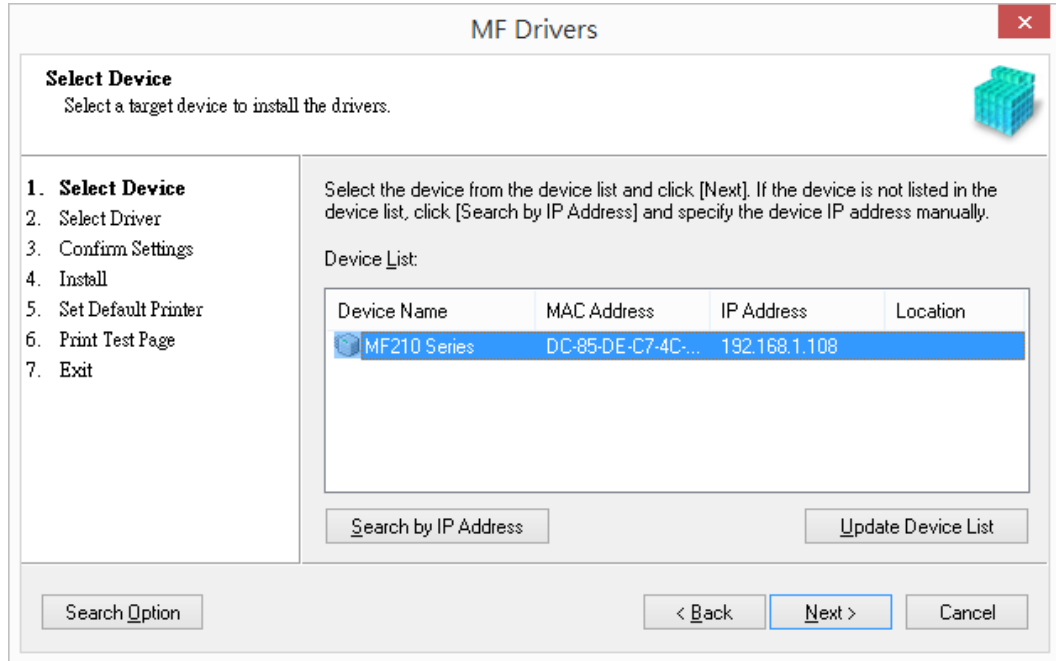 MF Drivers
Select Device
Select a target device to install the drivers.
1. Select Device
2. Select Driver
3. Confirm Settings
4. Install
5. Set Default Printer
6. Print Test Page
7. Exit
Select the device from the device list and click [Next]. If the device is not listed in the
device list, click [Search by IP Address] and specify the device IP address manually.
Device List:
Device Name MAC Address IP Address Location
MF210 Series DC-85-DE-C7-4C-... 192.168.1.108
Search by IP Address Update Device List
Search Option < Back Next > Cancel